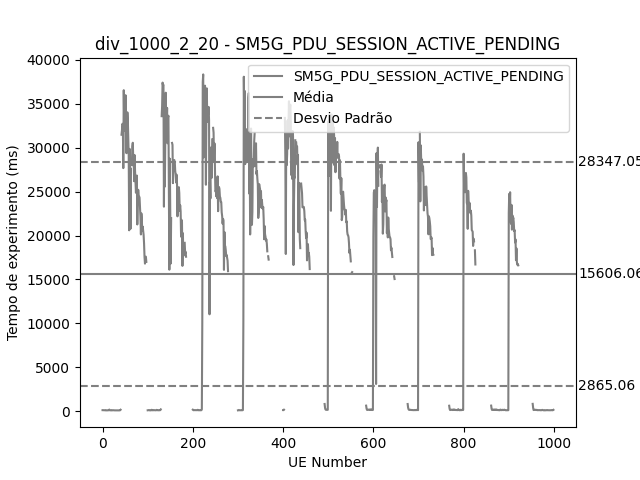 div_1000_2_20 - SM5G_PDU_SESSION_ACTIVE_PENDING
SM5G_PDU_SESSION_ACTIVE_PENDING
Média
Desvio Padrão
Tempo de experimento (ms)
40000
35000
30000
25000
20000
15000
10000
5000
0
28347.05
15606.06
2865.06
0 200 400 600 800 1000
UE Number